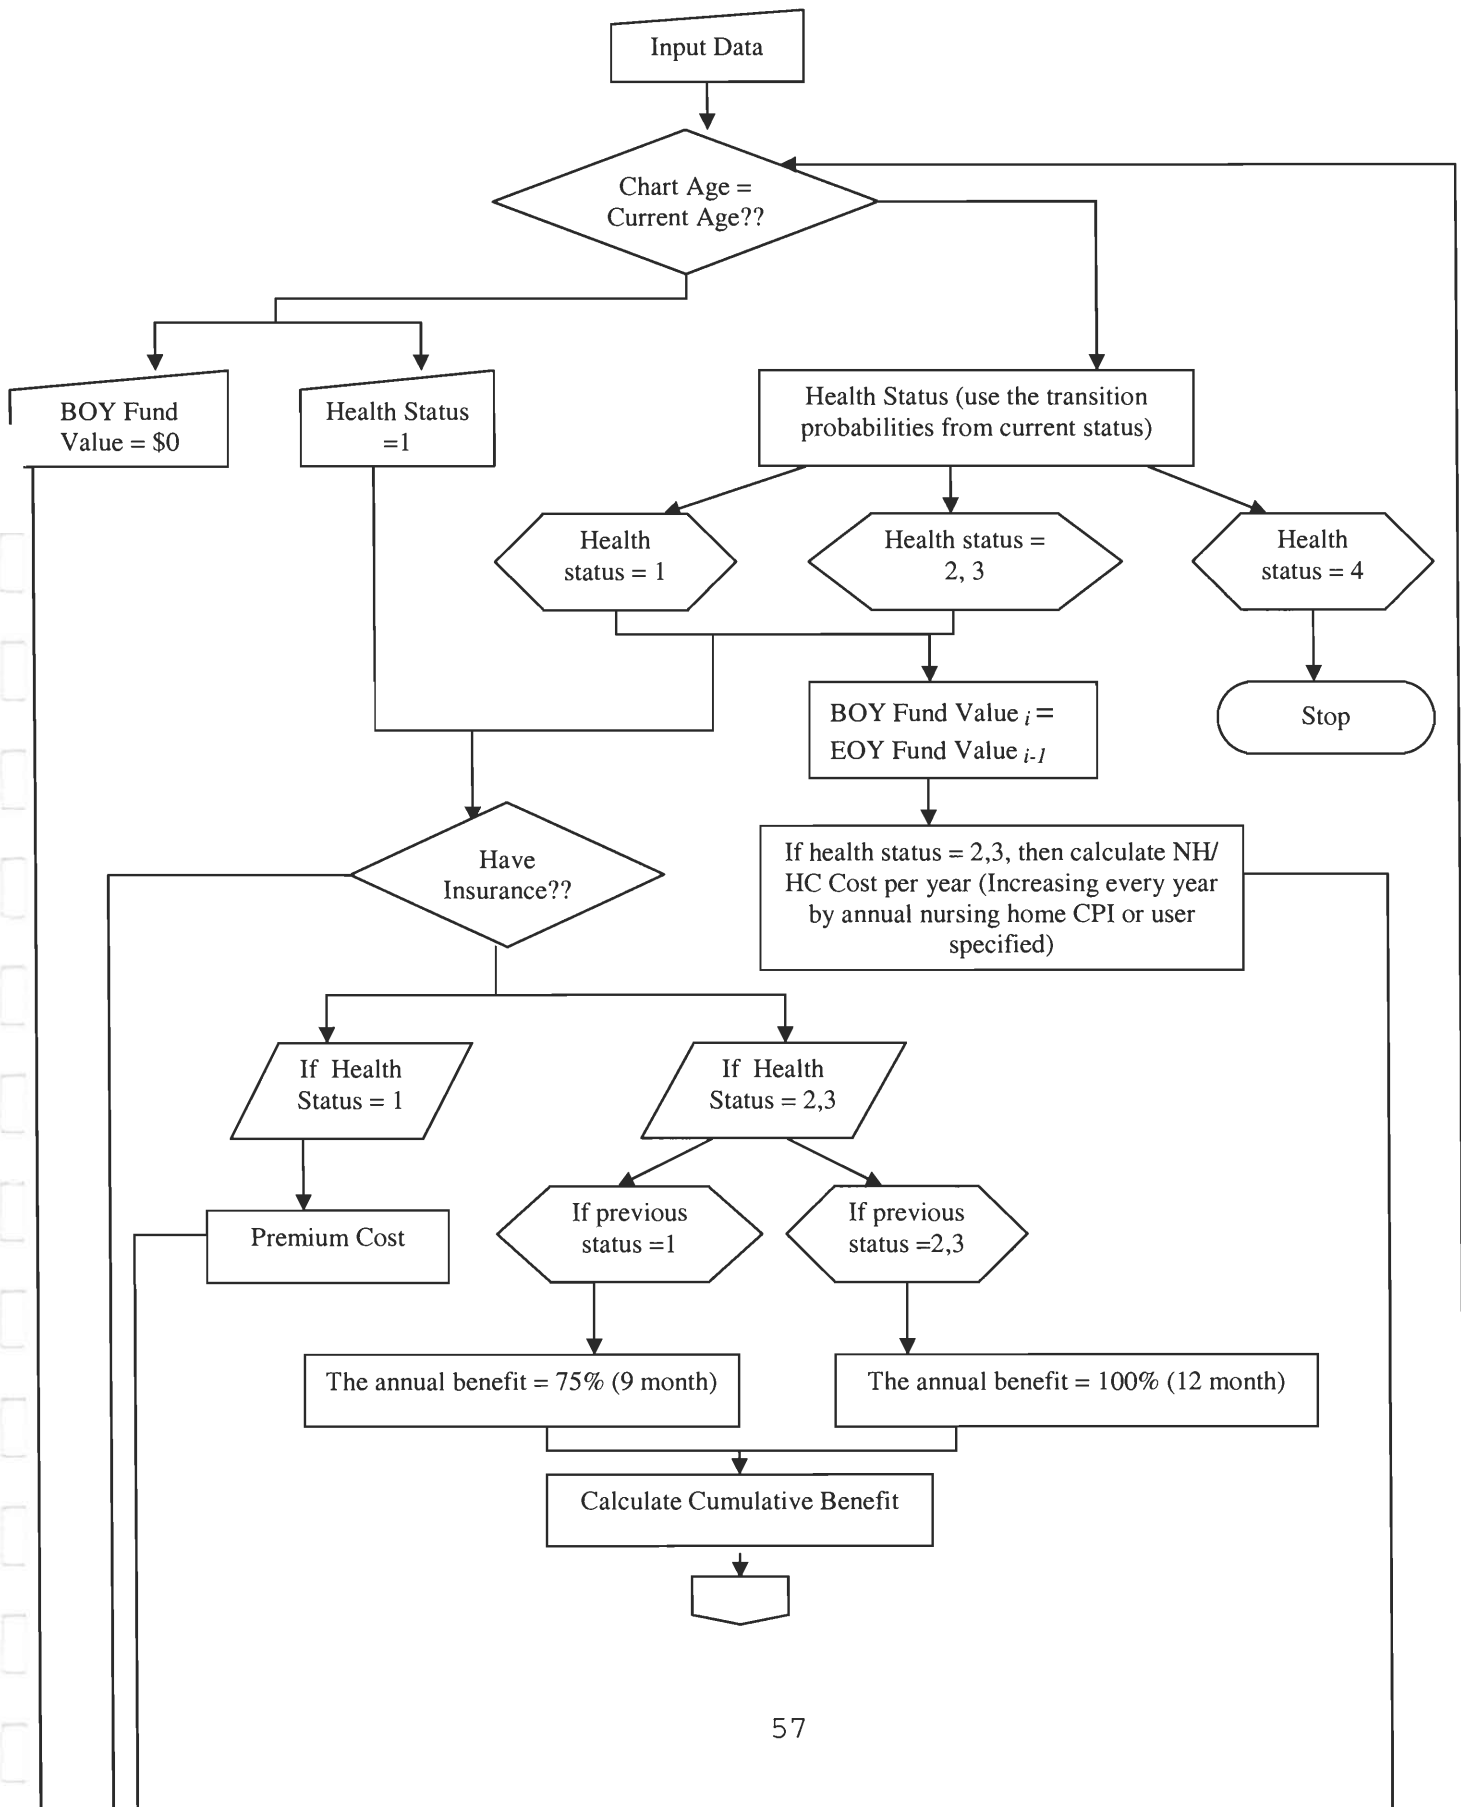 Input Data
Chart Age =
Current Age??
BOY Fund
Value = $0
Health Status
=1
Health Status (use the transition
probabilities from current status)
Health
status = 1
Health status =
2, 3
Health
status = 4
BOY Fund Value i =
EOY Fund Value i-1
Stop
Have
Insurance??
If health status = 2,3, then calculate NH/
HC Cost per year (Increasing every year
by annual nursing home CPI or user
specified)
If Health
Status = 1
If Health
Status = 2,3
Premium Cost
If previous
status =1
If previous
status =2,3
The annual benefit = 75% (9 month)
The annual benefit = 100% (12 month)
Calculate Cumulative Benefit
57